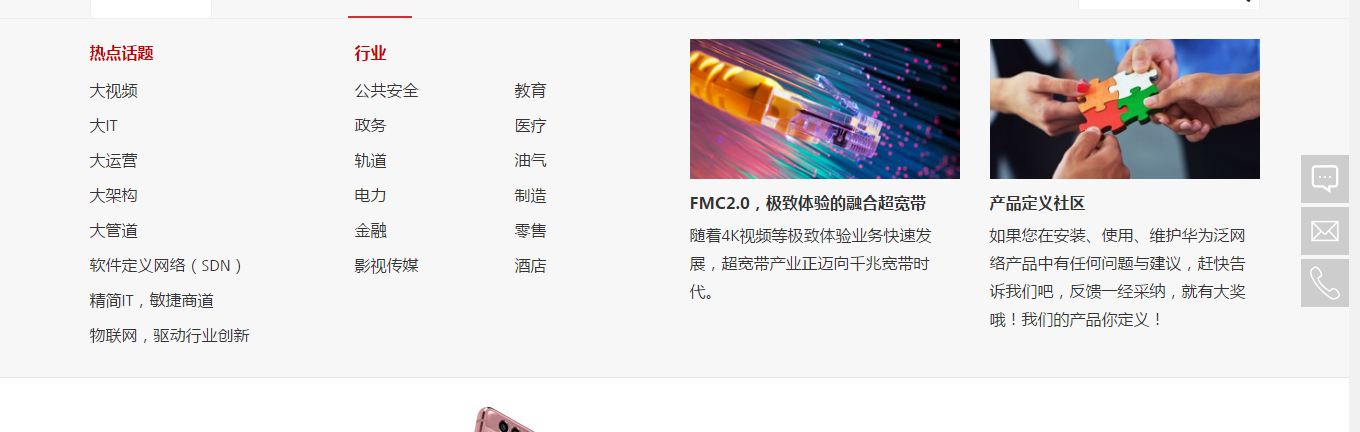 热点话题
大视频
大IT
大运营
大架构
大管道
软件定义网络（SDN）
精简IT，敏捷商道
物联网，驱动行业创新
行业
公共安全
政务
轨道
电力
金融
影视传媒
教育
医疗
油气
制造
零售
酒店
FMC2.0，极致体验的融合超宽带
随着4K视频等极致体验业务快速发
展，超宽带产业正迈向千兆宽带时
代。
产品定义社区
如果您在安装、使用、维护华为泛网
络产品中有任何问题与建议，赶快告
诉我们吧，反馈一经采纳，就有大奖
哦！我们的产品你定义！